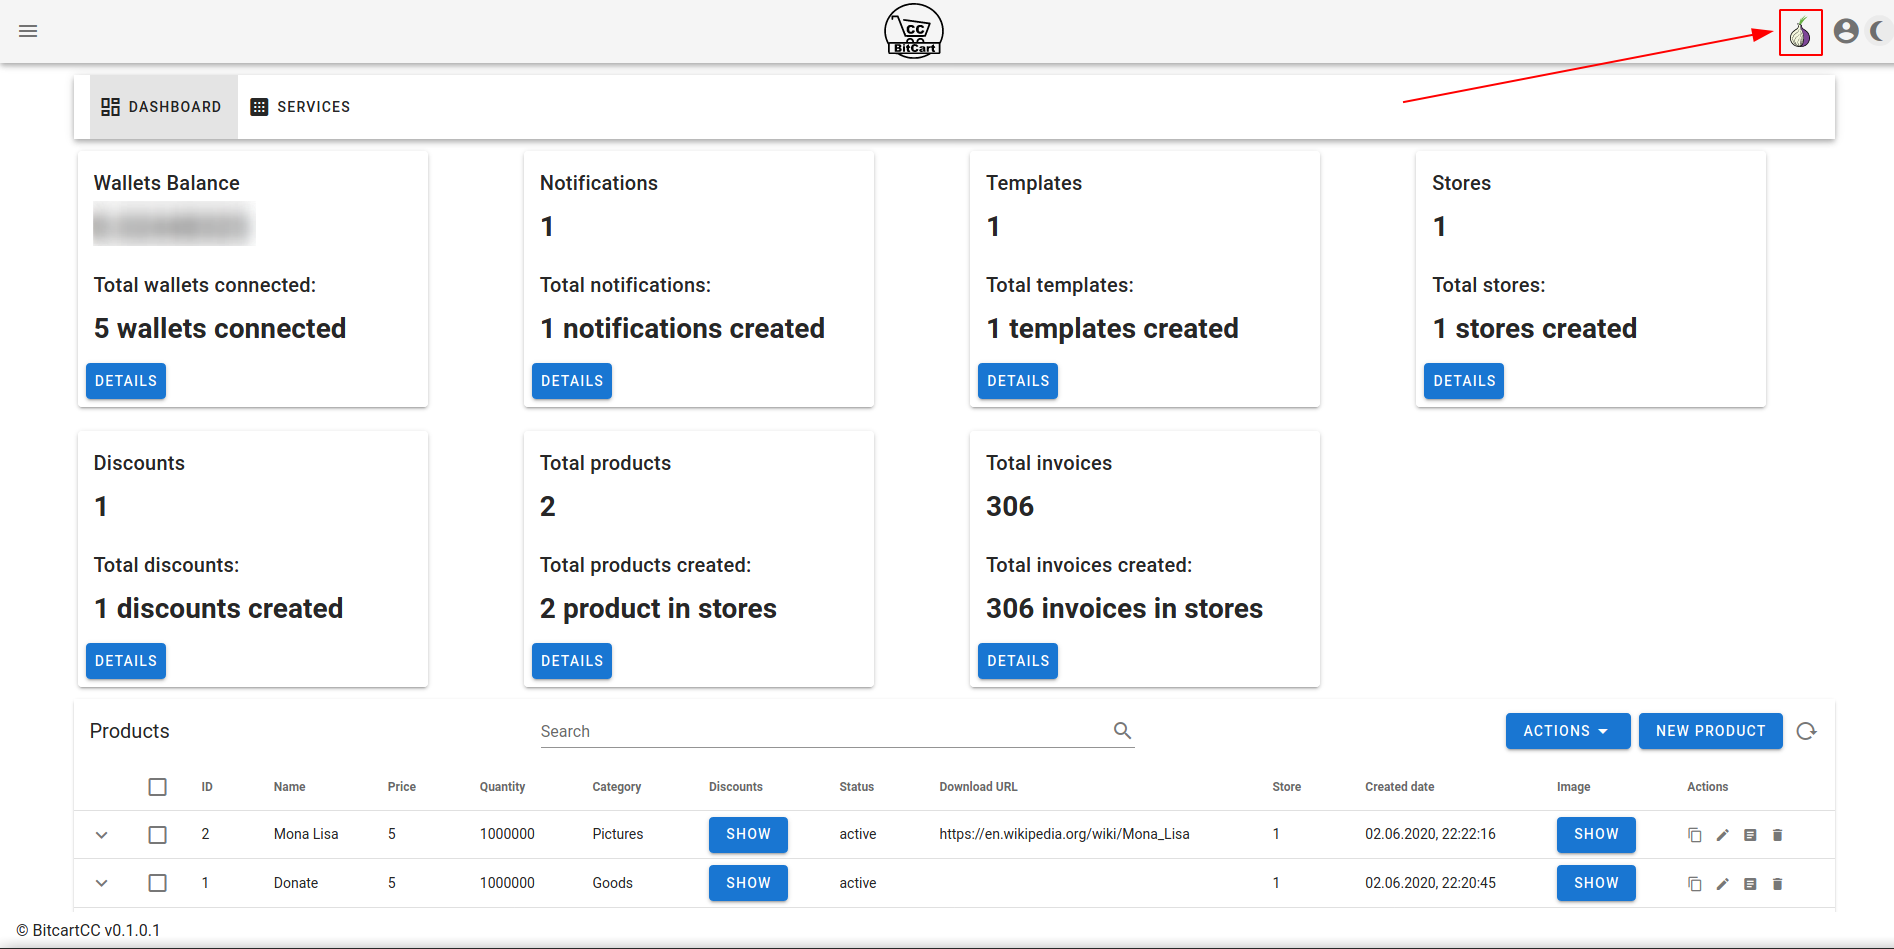 CC
BitCart
DASHBOARD SERVICES
Wallets Balance
Total wallets connected:
5 wallets connected
DETAILS
Notifications
1
Total notifications:
1 notifications created
DETAILS
Templates
1
Total templates:
1 templates created
DETAILS
Stores
1
Total stores:
1 stores created
DETAILS
Discounts
1
Total discounts:
1 discounts created
DETAILS
Total products
2
Total products created:
2 product in stores
DETAILS
Total invoices
306
Total invoices created:
306 invoices in stores
DETAILS
Products Search ACTIONS NEW PRODUCT
ID Name Price Quantity Category Discounts Status Download URL Store Created date Image Actions
2 Mona Lisa 5 1000000 Pictures SHOW active https://en.wikipedia.org/wiki/Mona_Lisa 1 02.06.2020, 22:22:16 SHOW
1 Donate 5 1000000 Goods SHOW active 1 02.06.2020, 22:20:45 SHOW
© BitcartCC v0.1.0.1